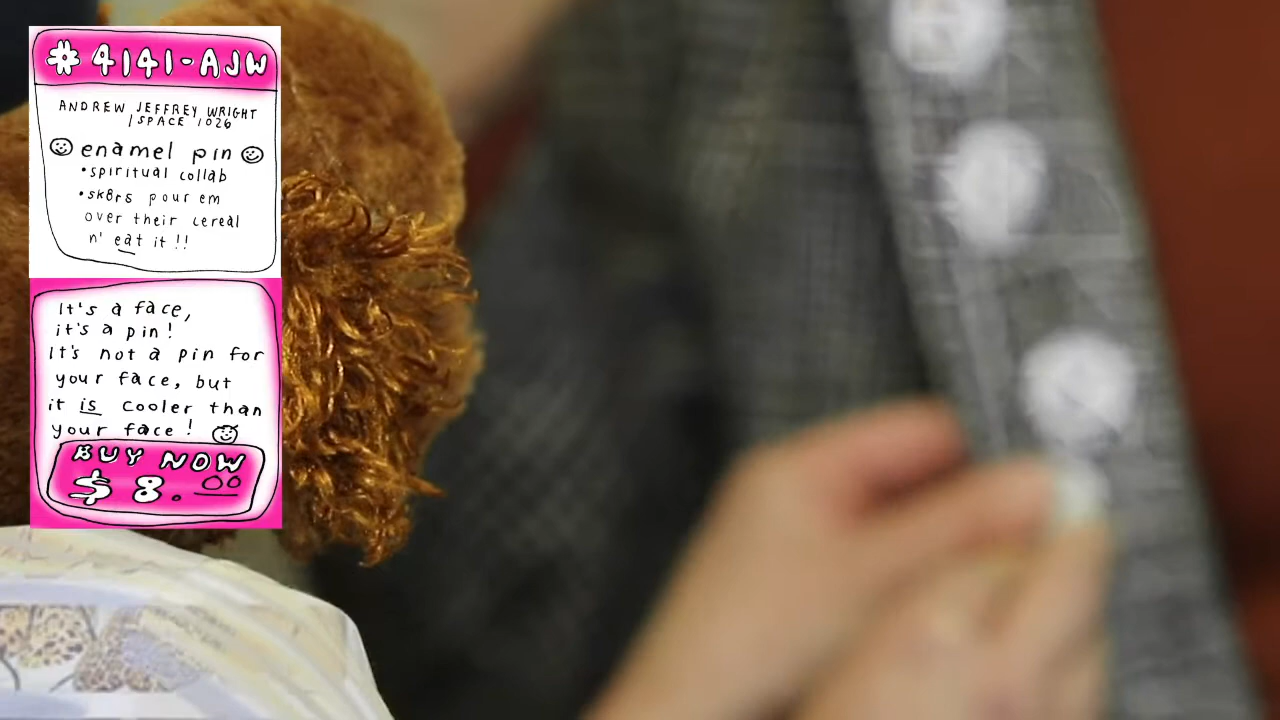 # 4141-AJW
ANDREW JEFFREY WRIGHT
/SPACE 1026
enamel pin
•spiritual collab
•sk8rs pour em
over their cereal
n' eat it !!
It's a face,
it's a pin!
It's not a pin for
your face, but
it is cooler than
your face!
BUY NOW
$8.00